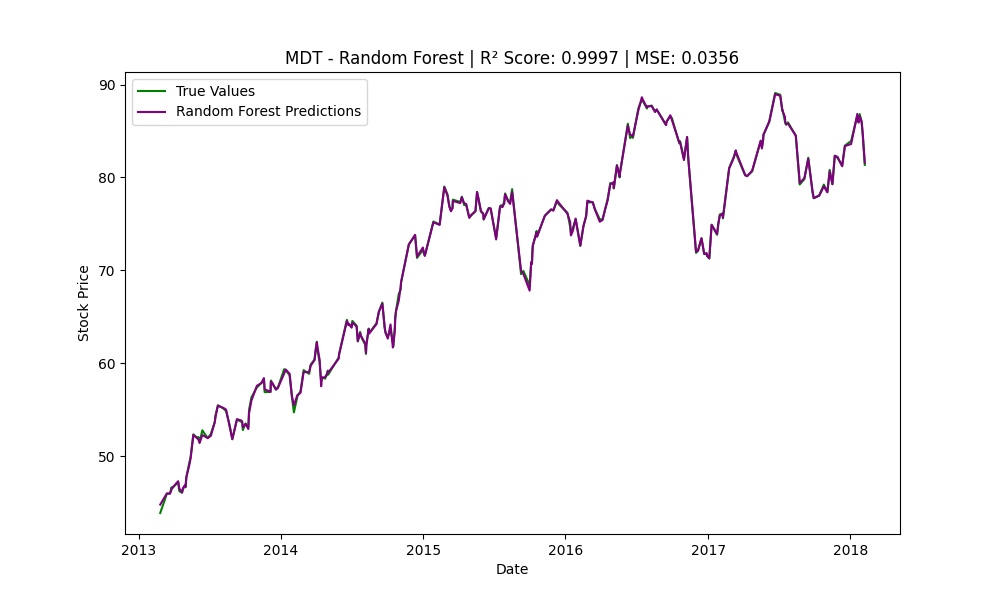 MDT - Random Forest | R² Score: 0.9997 | MSE: 0.0356
True Values
Random Forest Predictions
90
80
70
60
50
Stock Price
2013 2014 2015 2016 2017 2018
Date